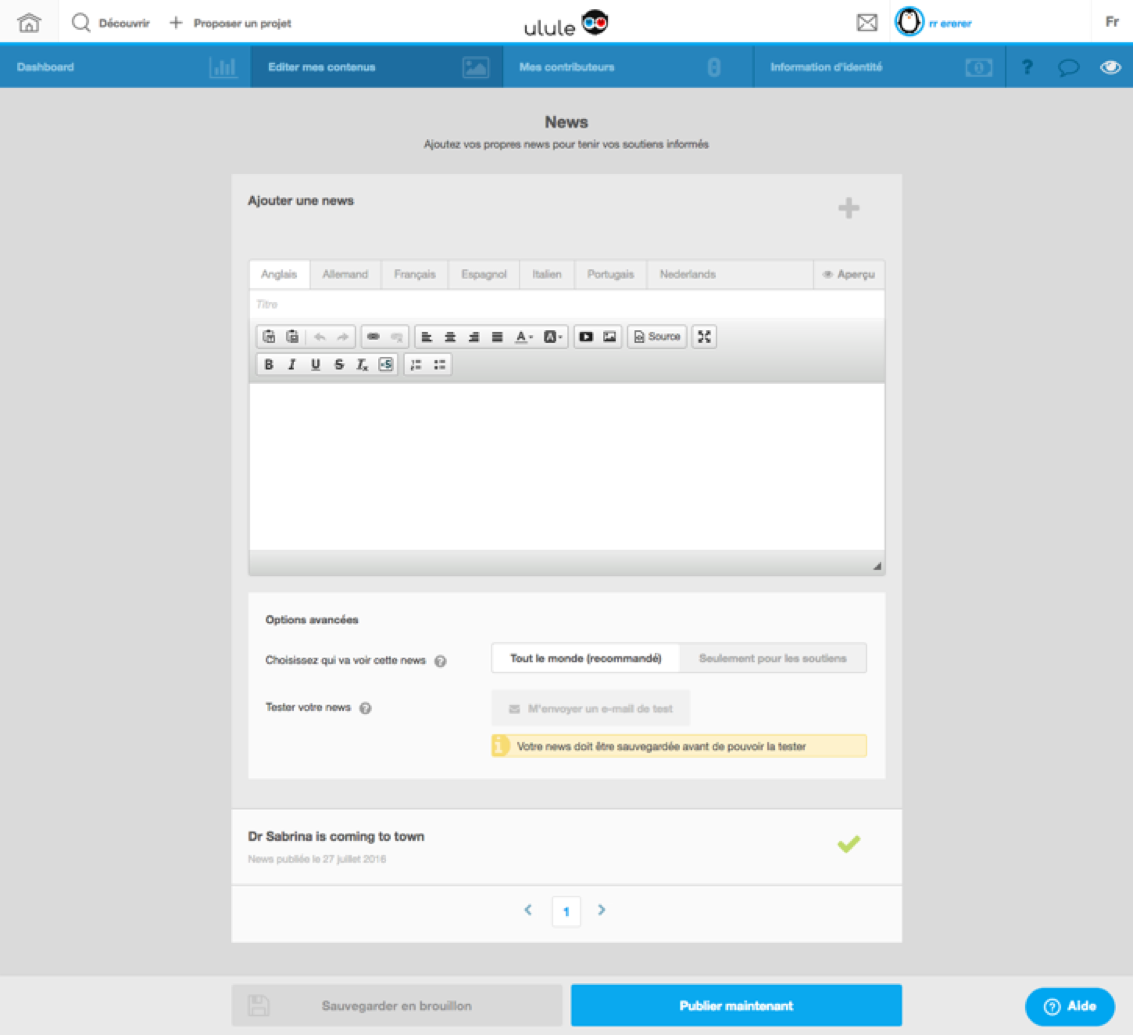 Découvrir
Proposer un projet
ulule
rr ererer
Fr
Dashboard
Editer mes contenus
Mes contributeurs
Information d'identité
?
News
Ajoutez vos propres news pour tenir vos soutiens informés
Ajouter une news
Anglais Allemand Français Espagnol Italien Portugais Nederlands Aperçu
Titre
Source
B I U S
Options avancées
Choisissez qui va voir cette news ?
Tout le monde (recommandé) Seulement pour les soutiens
Tester votre news ?
M'envoyer un e-mail de test
Votre news doit être sauvegardée avant de pouvoir la tester
Dr Sabrina is coming to town
News publiée le 27 juillet 2016
1
Sauvegarder en brouillon
Publier maintenant
? Aide